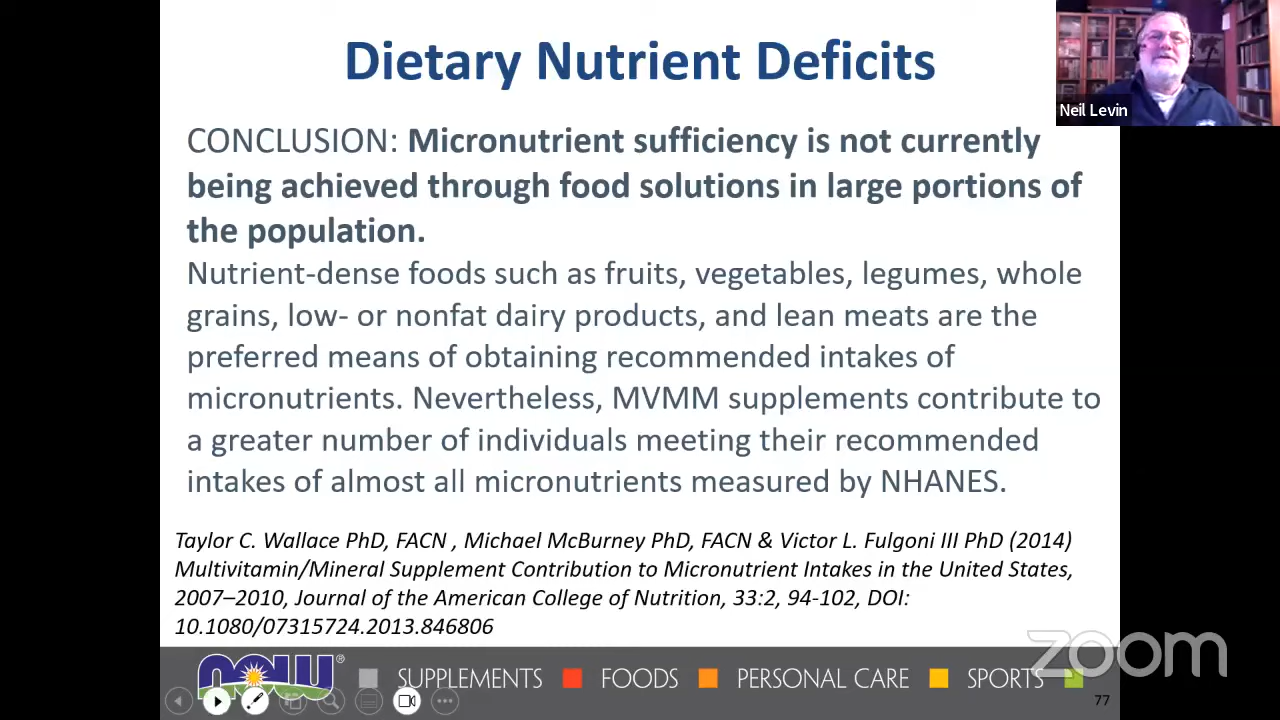 Dietary Nutrient Deficits
Neil Levin
CONCLUSION: Micronutrient sufficiency is not currently
being achieved through food solutions in large portions of
the population.
Nutrient-dense foods such as fruits, vegetables, legumes, whole
grains, low- or nonfat dairy products, and lean meats are the
preferred means of obtaining recommended intakes of
micronutrients. Nevertheless, MVMM supplements contribute to
a greater number of individuals meeting their recommended
intakes of almost all micronutrients measured by NHANES.
Taylor C. Wallace PhD, FACN , Michael McBurney PhD, FACN & Victor L. Fulgoni III PhD (2014)
Multivitamin/Mineral Supplement Contribution to Micronutrient Intakes in the United States,
2007–2010, Journal of the American College of Nutrition, 33:2, 94-102, DOI:
10.1080/07315724.2013.846806
NOW® SUPPLEMENTS FOODS PERSONAL CARE SPORTS
zoom
77